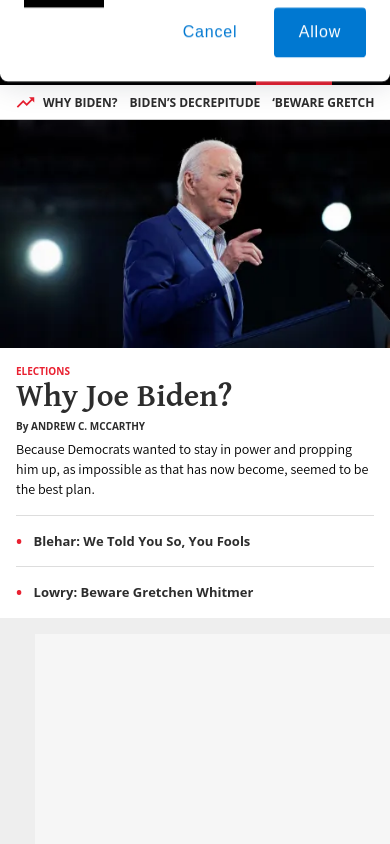 Cancel
Allow
WHY BIDEN? BIDEN’S DECREPITUDE ‘BEWARE GRETCH
ELECTIONS
Why Joe Biden?
By ANDREW C. MCCARTHY
Because Democrats wanted to stay in power and propping
him up, as impossible as that has now become, seemed to be
the best plan.
• Blehar: We Told You So, You Fools
• Lowry: Beware Gretchen Whitmer